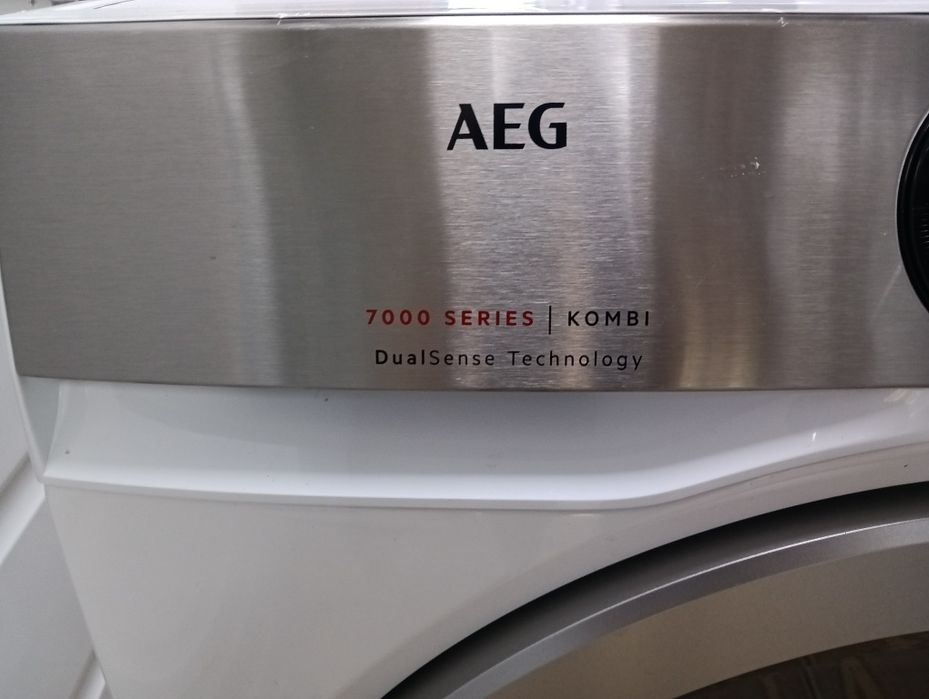 AEG
7000 SERIES | KOMBI
DualSense Technology